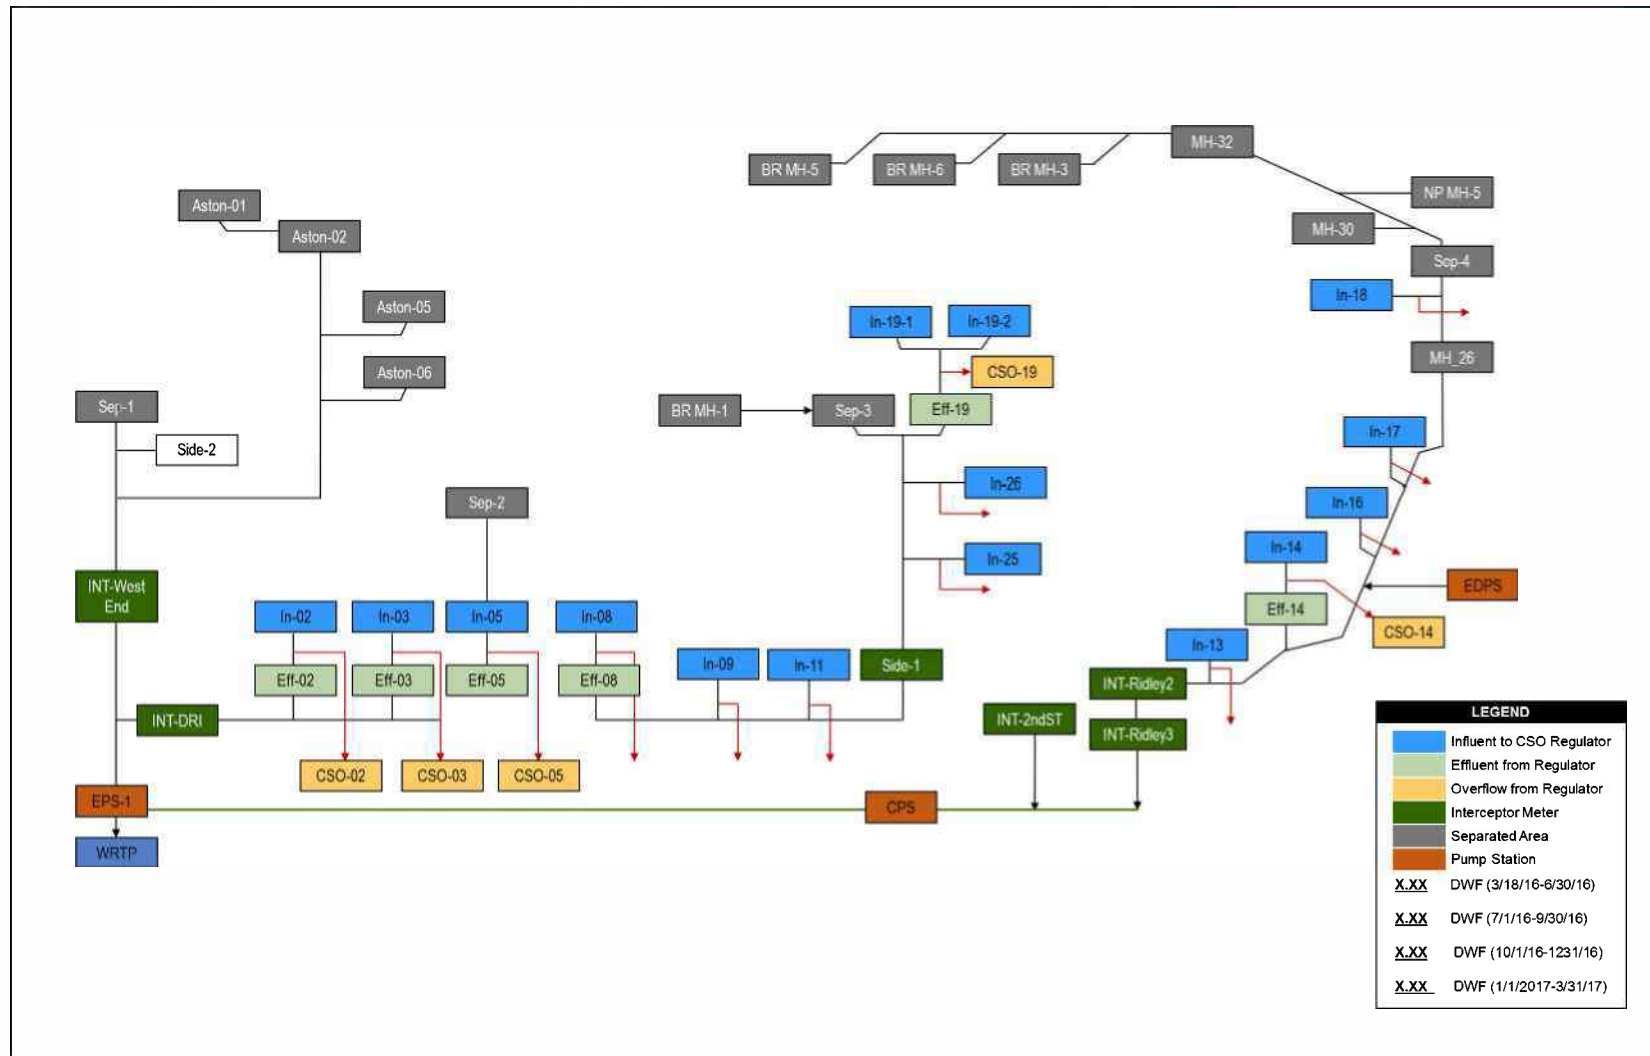 MH-32
BR MH-5
BR MH-6
BR MH-3
NP MH-5
Aston-01
MH-30
Aston-02
Sep-4
In-18
Aston-05
In-19-1
In-19-2
MH_26
Aston-06
CSO-19
Sep-1
BR MH-1
Sep-3
Eff-19
In-17
Side-2
In-26
Sep-2
In-16
In-14
In-25
INT-West
End
EDPS
Eff-14
In-02
In-03
In-05
In-08
CSO-14
In-13
In-09
In-11
Side-1
Eff-02
Eff-03
Eff-05
Eff-08
INT-Ridley2
INT-DRI
INT-2ndST
INT-Ridley3
CSO-02
CSO-03
CSO-05
EPS-1
CPS
WRTP
LEGEND
Influent to CSO Regulator
Effluent from Regulator
Overflow from Regulator
Interceptor Meter
Separated Area
Pump Station
X.XX DWF (3/18/16-6/30/16)
X.XX DWF (7/1/16-9/30/16)
X.XX DWF (10/1/16-1231/16)
X.XX DWF (1/1/2017-3/31/17)